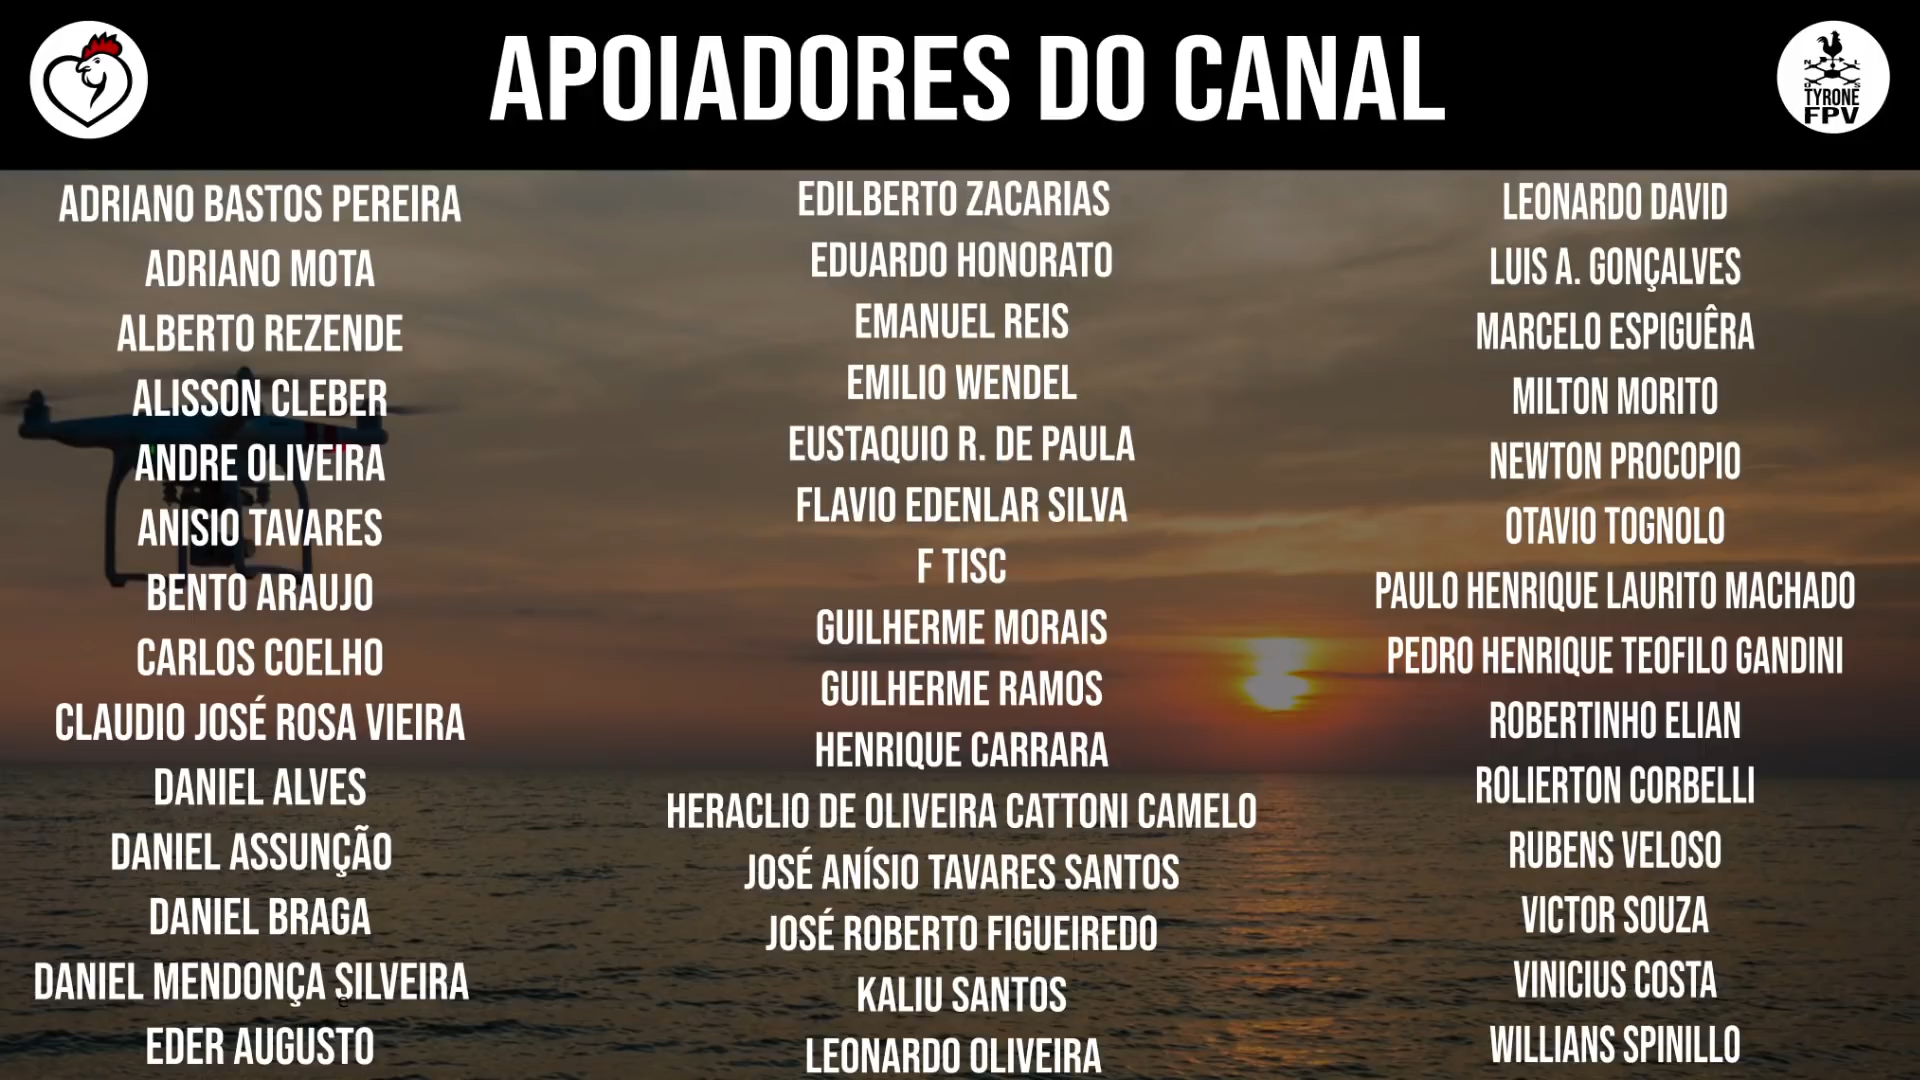 APOIADORES DO CANAL
N L
O S
TYRONE
FPV
ADRIANO BASTOS PEREIRA
ADRIANO MOTA
ALBERTO REZENDE
ALISSON CLEBER
ANDRE OLIVEIRA
ANISIO TAVARES
BENTO ARAUJO
CARLOS COELHO
CLAUDIO JOSÉ ROSA VIEIRA
DANIEL ALVES
DANIEL ASSUNÇÃO
DANIEL BRAGA
DANIEL MENDONÇA SILVEIRA
e
EDER AUGUSTO
EDILBERTO ZACARIAS
EDUARDO HONORATO
EMANUEL REIS
EMILIO WENDEL
EUSTAQUIO R. DE PAULA
FLAVIO EDENLAR SILVA
F TISC
GUILHERME MORAIS
GUILHERME RAMOS
HENRIQUE CARRARA
HERACLIO DE OLIVEIRA CATTONI CAMELO
JOSÉ ANÍSIO TAVARES SANTOS
JOSÉ ROBERTO FIGUEIREDO
KALIU SANTOS
LEONARDO OLIVEIRA
LEONARDO DAVID
LUIS A. GONÇALVES
MARCELO ESPIGUÊRA
MILTON MORITO
NEWTON PROCOPIO
OTAVIO TOGNOLO
PAULO HENRIQUE LAURITO MACHADO
PEDRO HENRIQUE TEOFILO GANDINI
ROBERTINHO ELIAN
ROLIERTON CORBELLI
RUBENS VELOSO
VICTOR SOUZA
VINICIUS COSTA
WILLIANS SPINILLO